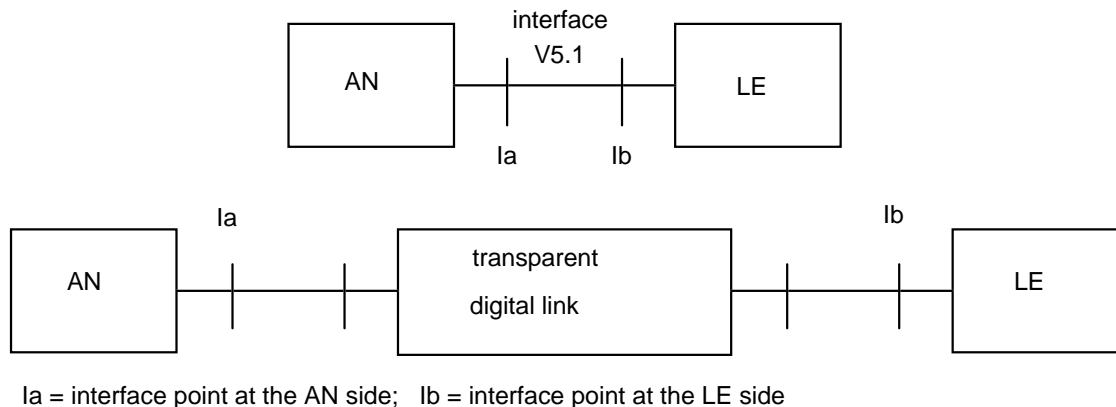 interface
V5.1
AN
LE
Ia
Ib
Ia
Ib
AN
transparent
digital link
LE
Ia = interface point at the AN side; Ib = interface point at the LE side